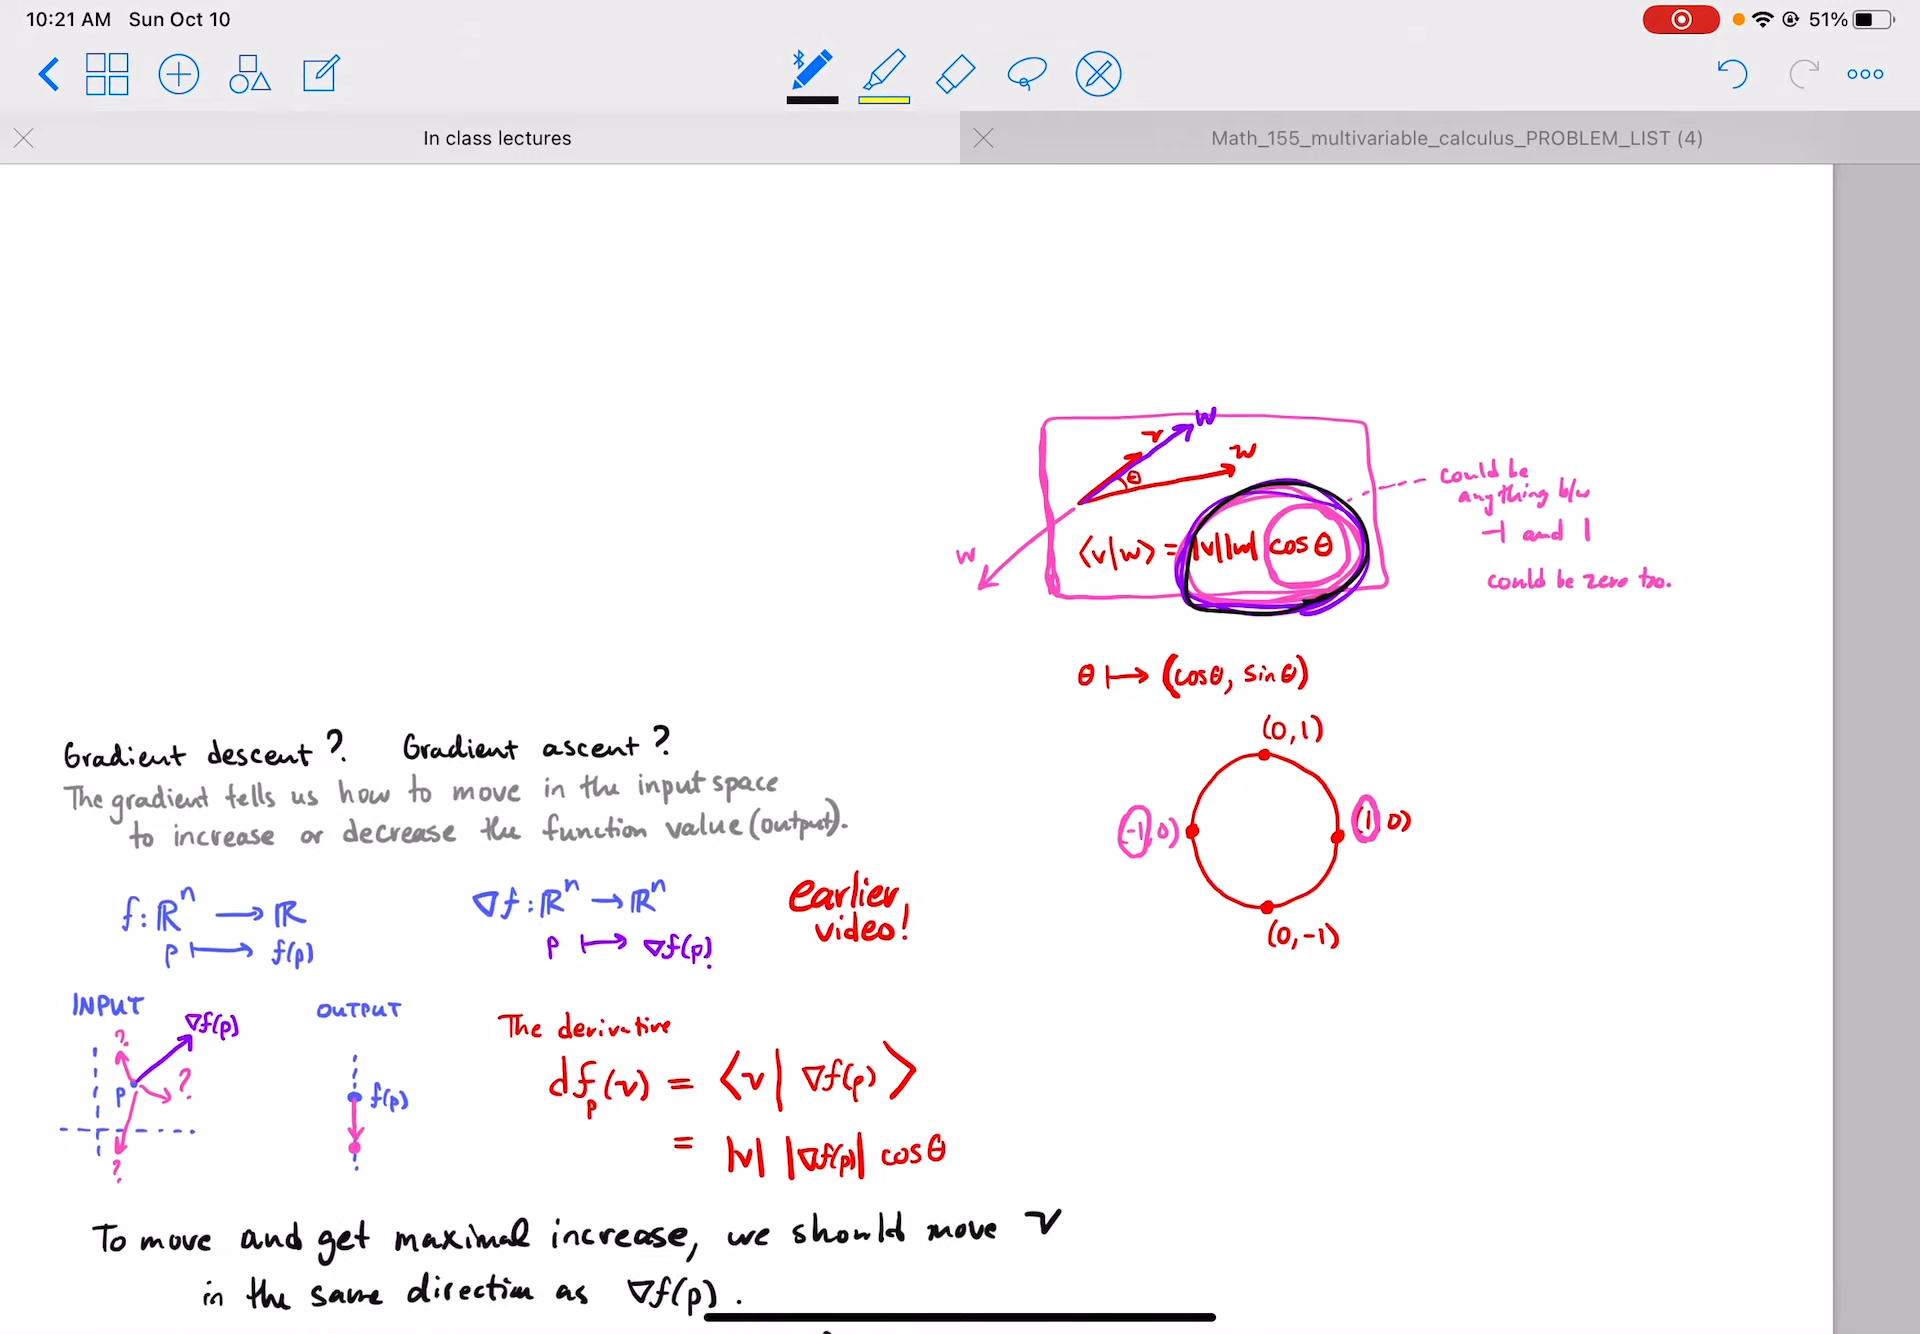 10:21 AM Sun Oct 10
51%
In class lectures
Math_155_multivariable_calculus_PROBLEM_LIST (4)
v
W
θ
w
w
⟨v|w⟩ = |v||w| cos θ
could be
anything b/w
-1 and 1
could be zero too.
θ ↦ (cosθ, sinθ)
(0,1)
(-1,0)
(1,0)
(0,-1)
Gradient descent? Gradient ascent?
The gradient tells us how to move in the input space
to increase or decrease the function value (output).
f: ℝⁿ ⟶ ℝ
p ⟼ f(p)
∇f: ℝⁿ → ℝⁿ
p ⟼ ∇f(p)
earlier
video!
INPUT
∇f(p)
?
?
P
?
OUTPUT
f(p)
The derivative
df_p(v) = ⟨v| ∇f(p)⟩
= |v| |∇f(p)| cos θ
To move and get maximal increase, we should move v
in the same direction as ∇f(p).